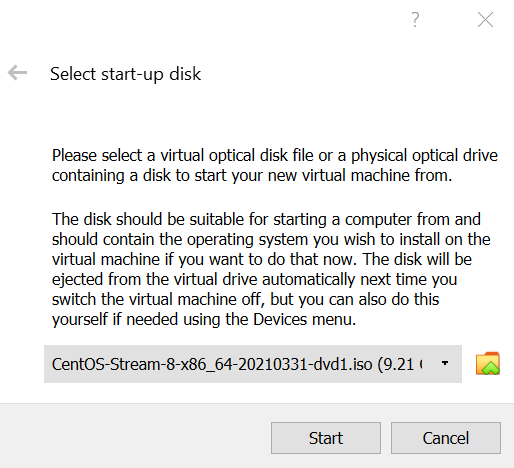 ?
Select start-up disk
Please select a virtual optical disk file or a physical optical drive
containing a disk to start your new virtual machine from.
The disk should be suitable for starting a computer from and
should contain the operating system you wish to install on the
virtual machine if you want to do that now. The disk will be
ejected from the virtual drive automatically next time you
switch the virtual machine off, but you can also do this
yourself if needed using the Devices menu.
CentOS-Stream-8-x86_64-20210331-dvd1.iso (9.21
Start
Cancel